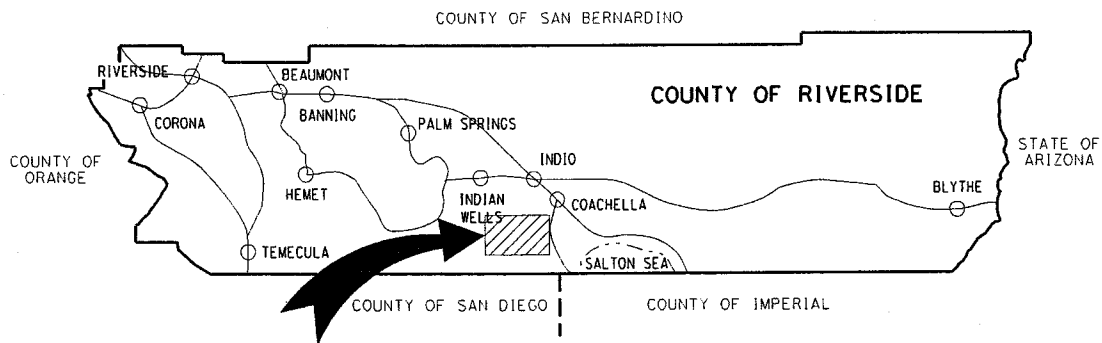 COUNTY OF SAN BERNARDINO
RIVERSIDE
BEAUMONT
COUNTY OF RIVERSIDE
CORONA
BANNING
PALM SPRINGS
STATE OF
ARIZONA
COUNTY OF
ORANGE
HEMET
INDIO
INDIAN
WELLS
COACHELLA
BLYTHE
TEMECULA
SALTON SEA
COUNTY OF SAN DIEGO
COUNTY OF IMPERIAL